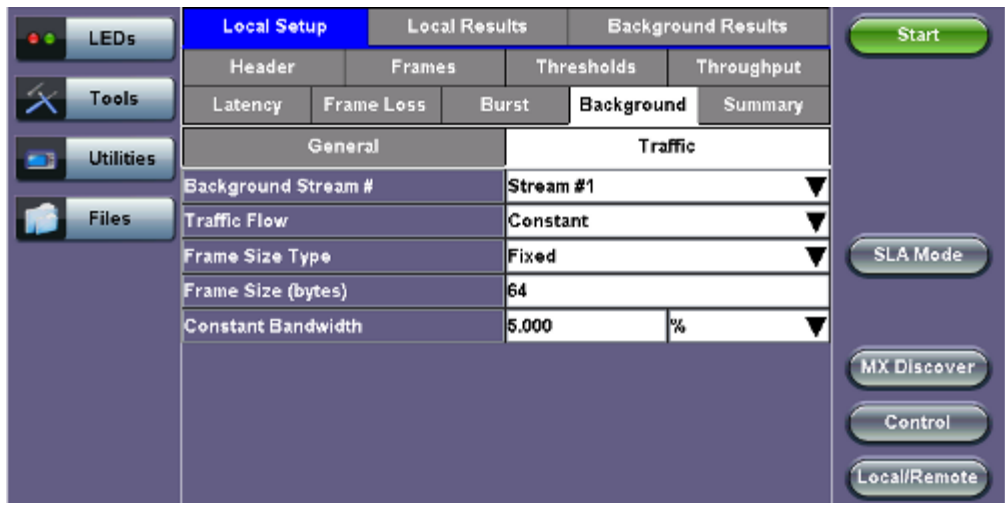 LEDs
Tools
Utilities
Files
Local Setup Local Results Background Results
Header Frames Thresholds Throughput
Latency Frame Loss Burst Background Summary
General Traffic
Background Stream # Stream #1
Traffic Flow Constant
Frame Size Type Fixed
Frame Size (bytes) 64
Constant Bandwidth 5.000 %
Start
SLA Mode
MX Discover
Control
Local/Remote